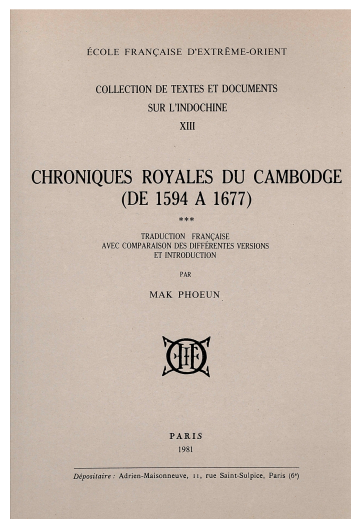 ÉCOLE FRANÇAISE D'EXTRÊME-ORIENT
COLLECTION DE TEXTES ET DOCUMENTS
SUR L'INDOCHINE
XIII
CHRONIQUES ROYALES DU CAMBODGE
(DE 1594 A 1677)
***
TRADUCTION FRANÇAISE
AVEC COMPARAISON DES DIFFÉRENTES VERSIONS
ET INTRODUCTION
PAR
MAK PHOEUN
PARIS
1981
Dépositaire : Adrien-Maisonneuve, 11, rue Saint-Sulpice, Paris (6e)